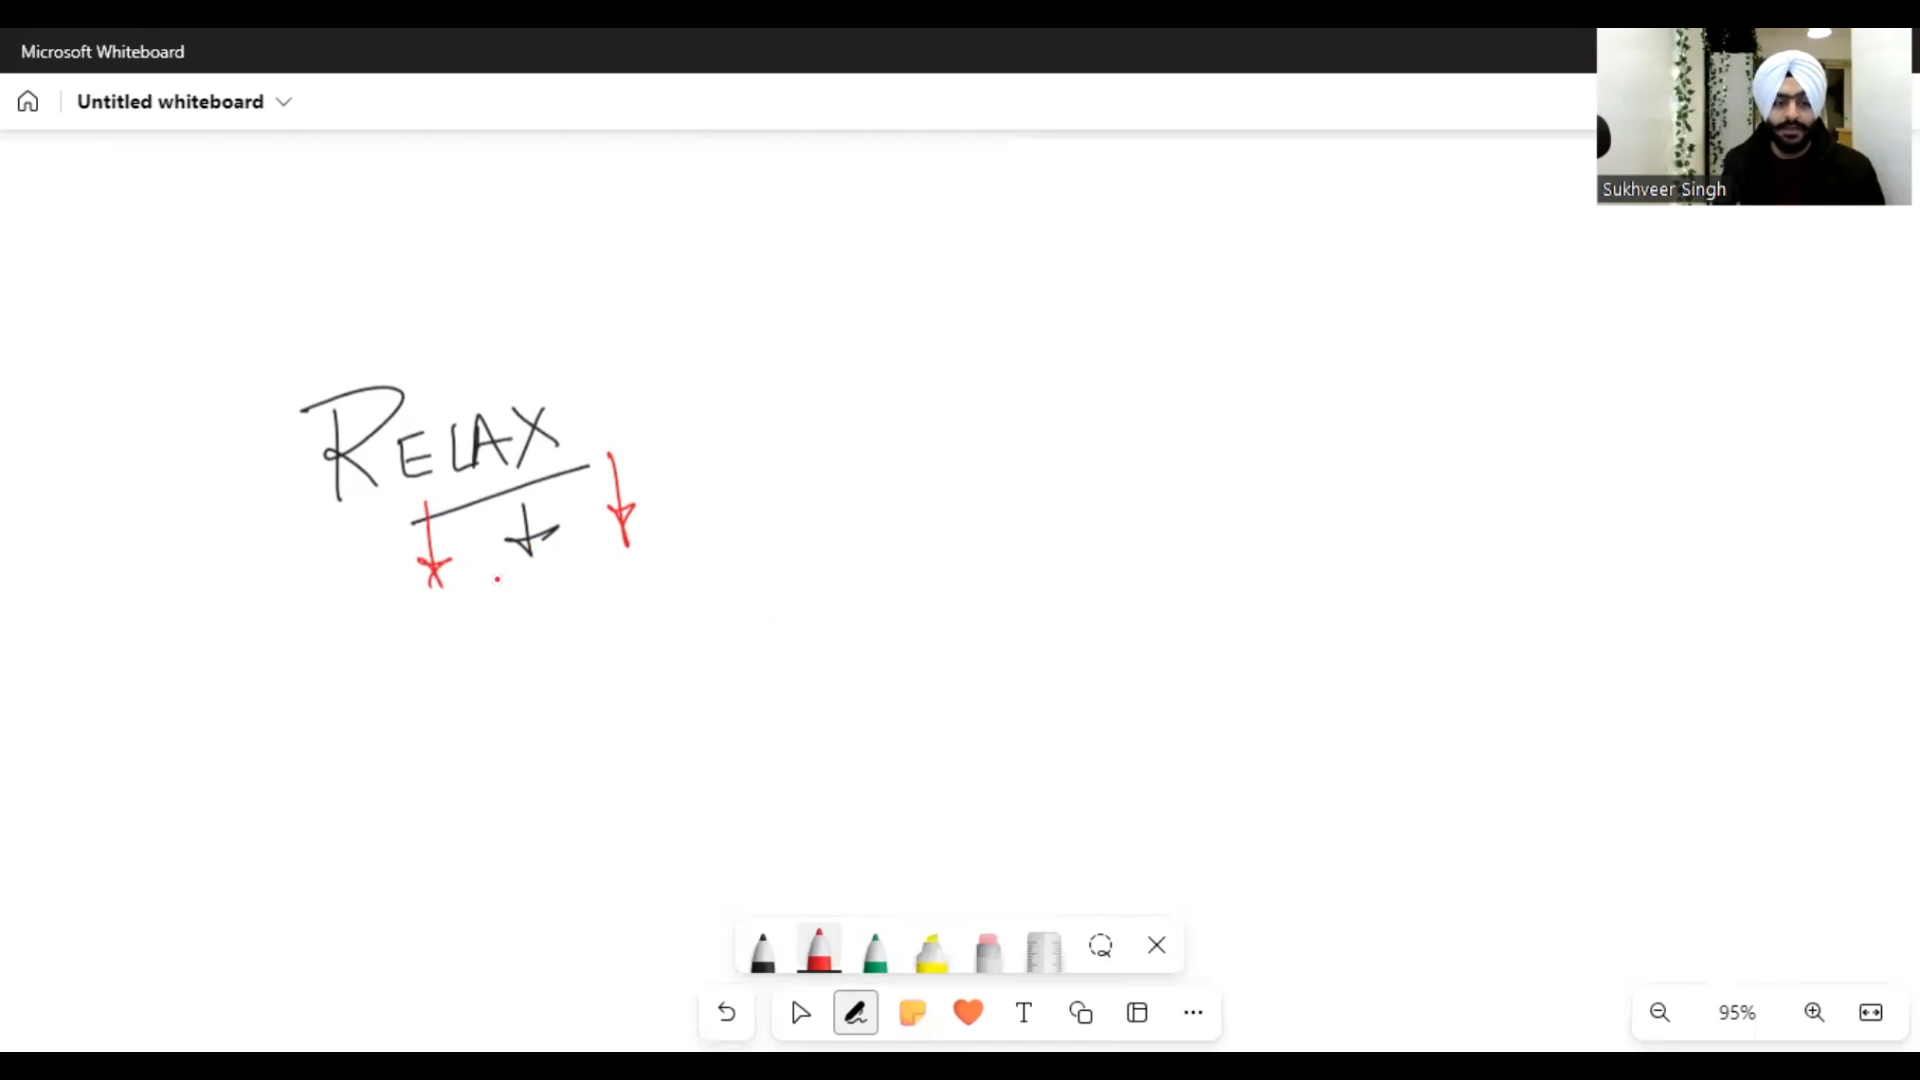 Microsoft Whiteboard
Untitled whiteboard
Sukhveer Singh
RELAX
T
95%